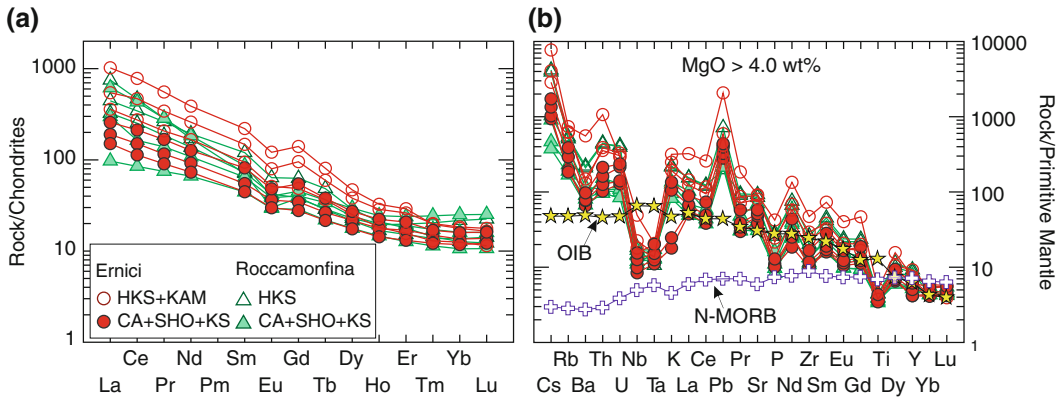 (a)
Rock/Chondrites
1000
100
10
1
Ernici
Roccamonfina
HKS+KAM
HKS
CA+SHO+KS
CA+SHO+KS
Ce Nd Sm Gd Dy Er Yb
La Pr Pm Eu Tb Ho Tm Lu
(b)
MgO > 4.0 wt%
OIB
N-MORB
10000
1000
100
10
1
Rock/Primitive Mantle
Rb Th Nb K Ce Pr P Zr Eu Ti Y Lu
Cs Ba U Ta La Pb Sr Nd Sm Gd Dy Yb